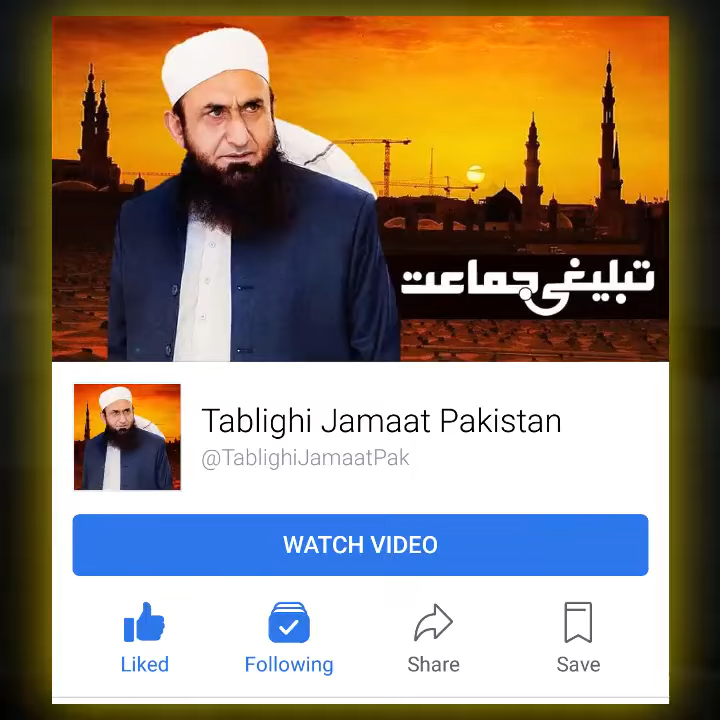 تبلیغی جماعت
Tablighi Jamaat Pakistan
@TablighiJamaatPak
WATCH VIDEO
Liked
Following
Share
Save